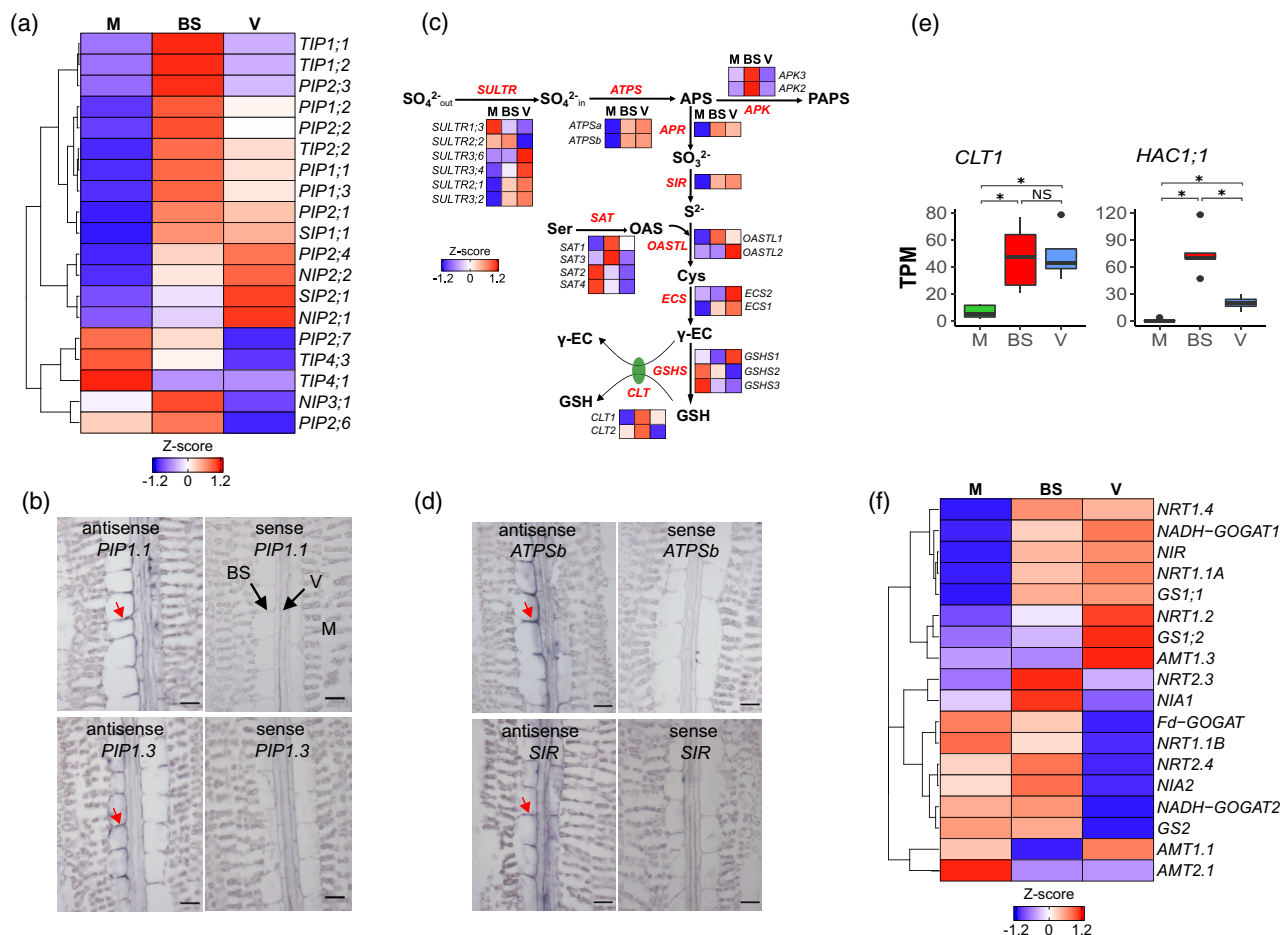 (a)
M BS V
TIP1;1
TIP1;2
PIP2;3
PIP1;2
PIP2;2
TIP2;2
PIP1;1
PIP1;3
PIP2;1
SIP1;1
PIP2;4
NIP2;2
SIP2;1
NIP2;1
PIP2;7
TIP4;3
TIP4;1
NIP3;1
PIP2;6
Z-score
-1.2 0 1.2
(b)
antisense
PIP1.1
sense
PIP1.1
BS
V
M
antisense
PIP1.3
sense
PIP1.3
(c)
M BS V
APK3
APK2
SO₄²⁻out SULTR SO₄²⁻in ATPS APS APK PAPS
M BS V
SULTR1;3
SULTR2;2
SULTR3;6
SULTR3;4
SULTR2;1
SULTR3;2
M BS V
ATPSa
ATPSb
M BS V
APR
SO₃²⁻
SIR
S²⁻
Ser SAT OAS
SAT1
SAT3
SAT2
SAT4
OASTL
OASTL1
OASTL2
Z-score
-1.2 0 1.2
Cys
ECS
ECS2
ECS1
γ-EC γ-EC
GSHS
GSHS1
GSHS2
GSHS3
CLT
GSH GSH
CLT1
CLT2
(d)
antisense
ATPSb
sense
ATPSb
antisense
SIR
sense
SIR
(e)
CLT1
*
* NS
TPM
80
60
40
20
0
M BS V
HAC1;1
*
* *
120
90
60
30
0
M BS V
(f)
M BS V
NRT1.4
NADH−GOGAT1
NIR
NRT1.1A
GS1;1
NRT1.2
GS1;2
AMT1.3
NRT2.3
NIA1
Fd−GOGAT
NRT1.1B
NRT2.4
NIA2
NADH−GOGAT2
GS2
AMT1.1
AMT2.1
Z-score
-1.2 0 1.2